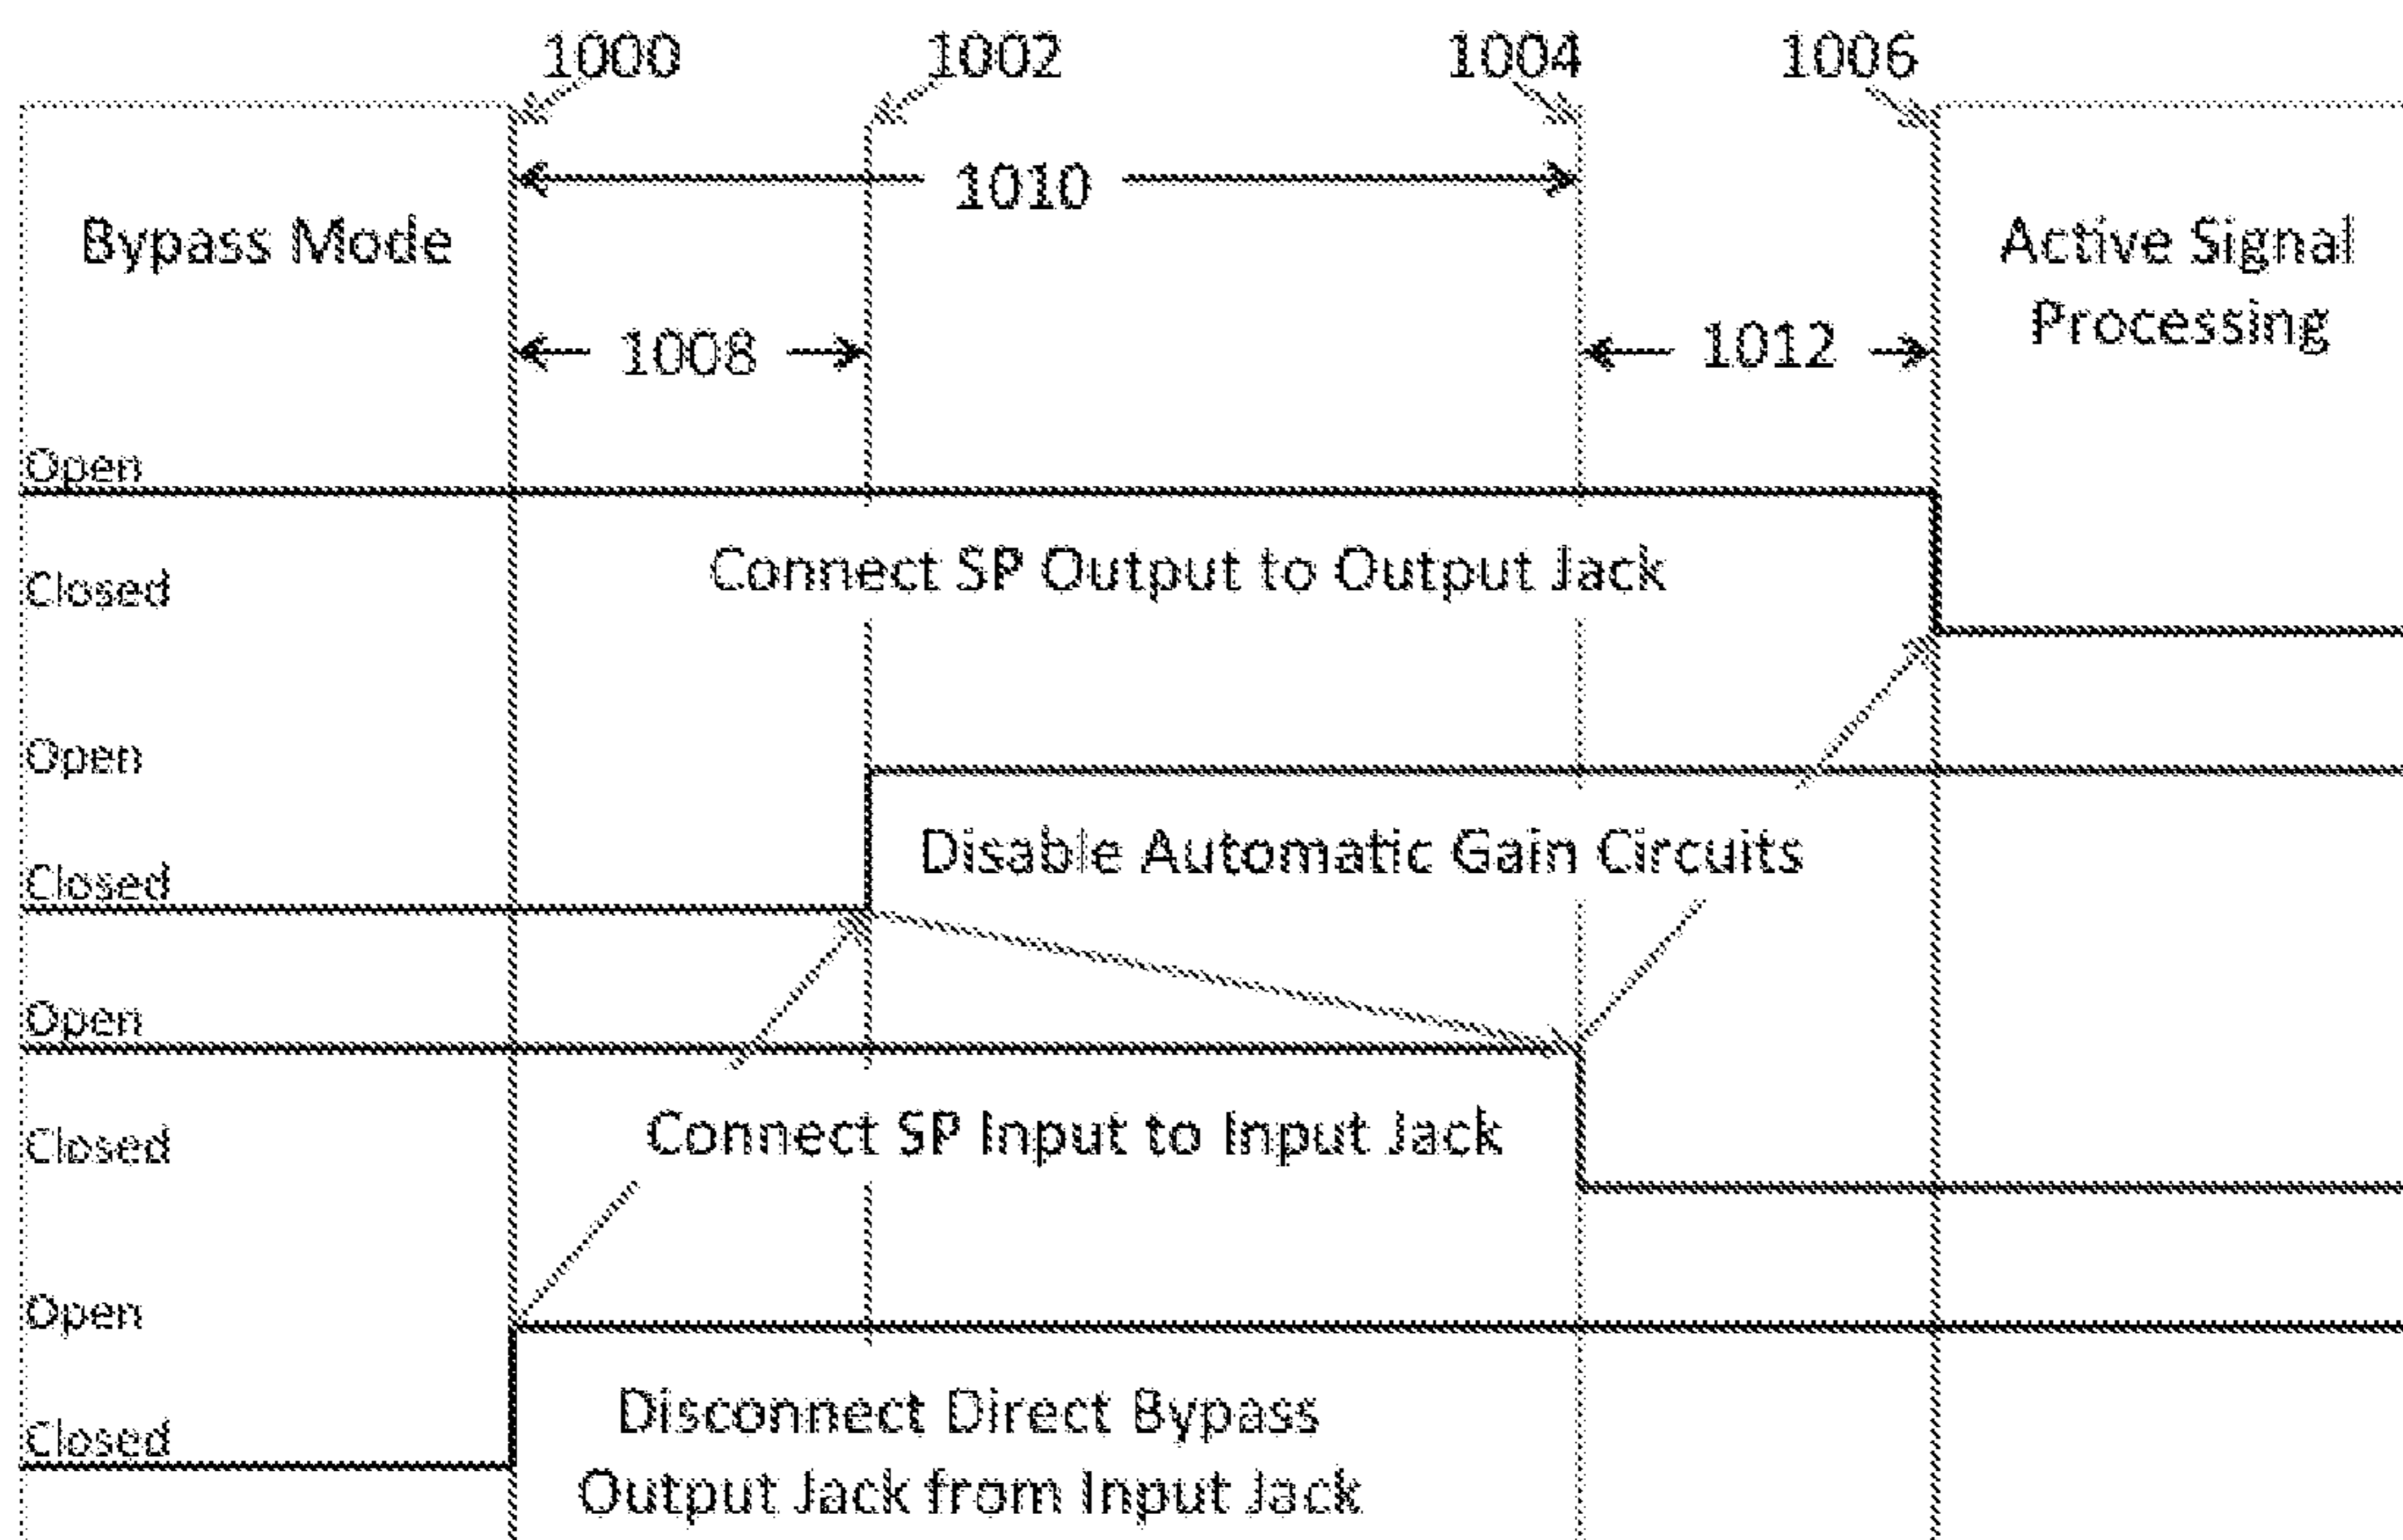 1000
1002
1004
1006
1010
Bypass Mode
Active Signal
Processing
1008
1012
Open
Closed
Connect SP Output to Output Jack
Open
Closed
Disable Automatic Gain Circuits
Open
Closed
Connect SP Input to Input Jack
Open
Closed
Disconnect Direct Bypass
Output Jack from Input Jack